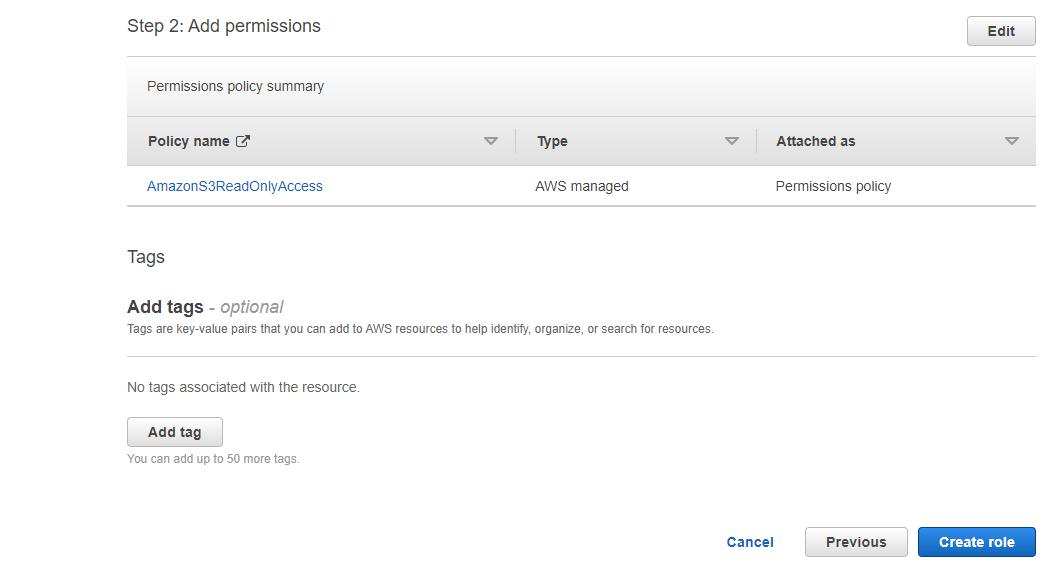 Step 2: Add permissions
Edit
Permissions policy summary
Policy name
Type
Attached as
AmazonS3ReadOnlyAccess
AWS managed
Permissions policy
Tags
Add tags - optional
Tags are key-value pairs that you can add to AWS resources to help identify, organize, or search for resources.
No tags associated with the resource.
Add tag
You can add up to 50 more tags.
Cancel
Previous
Create role